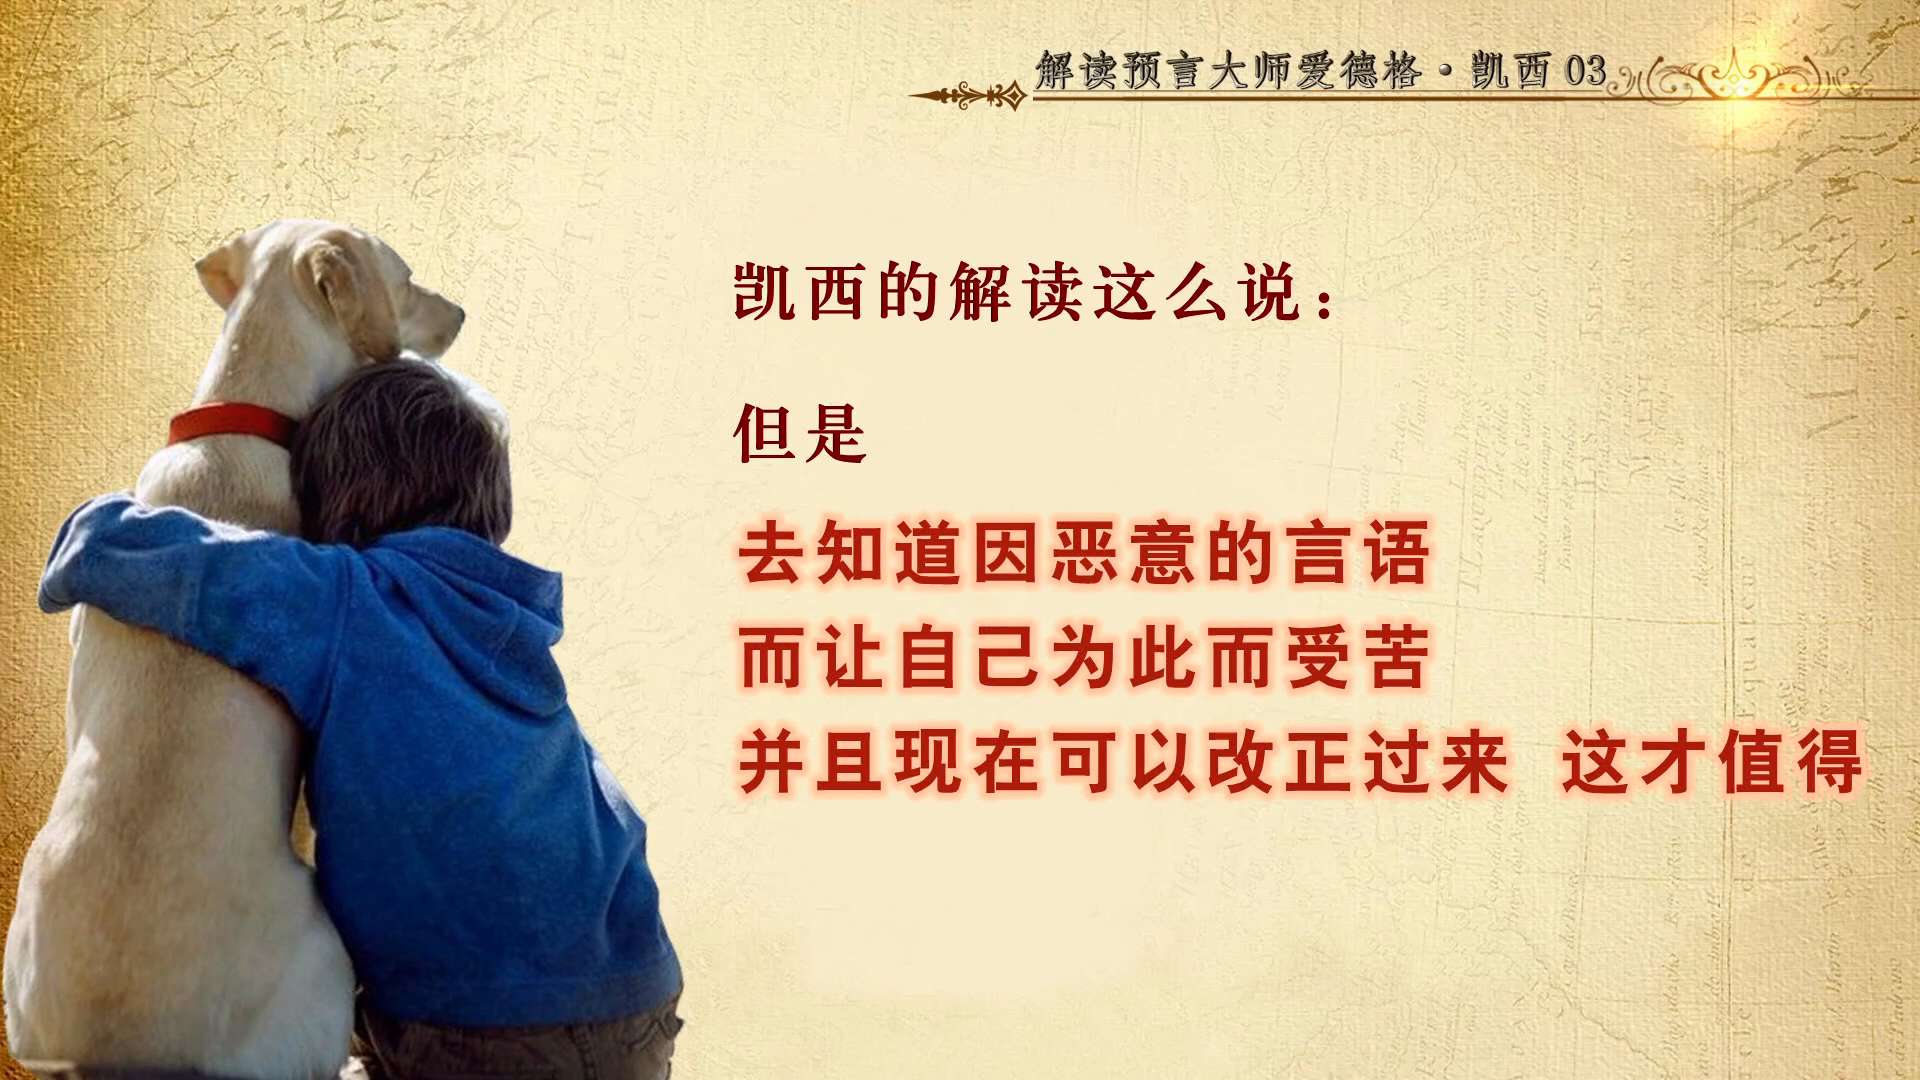 解读预言大师爱德格·凯西 03
凯西的解读这么说：
但是
去知道因恶意的言语
而让自己为此而受苦
并且现在可以改正过来 这才值得